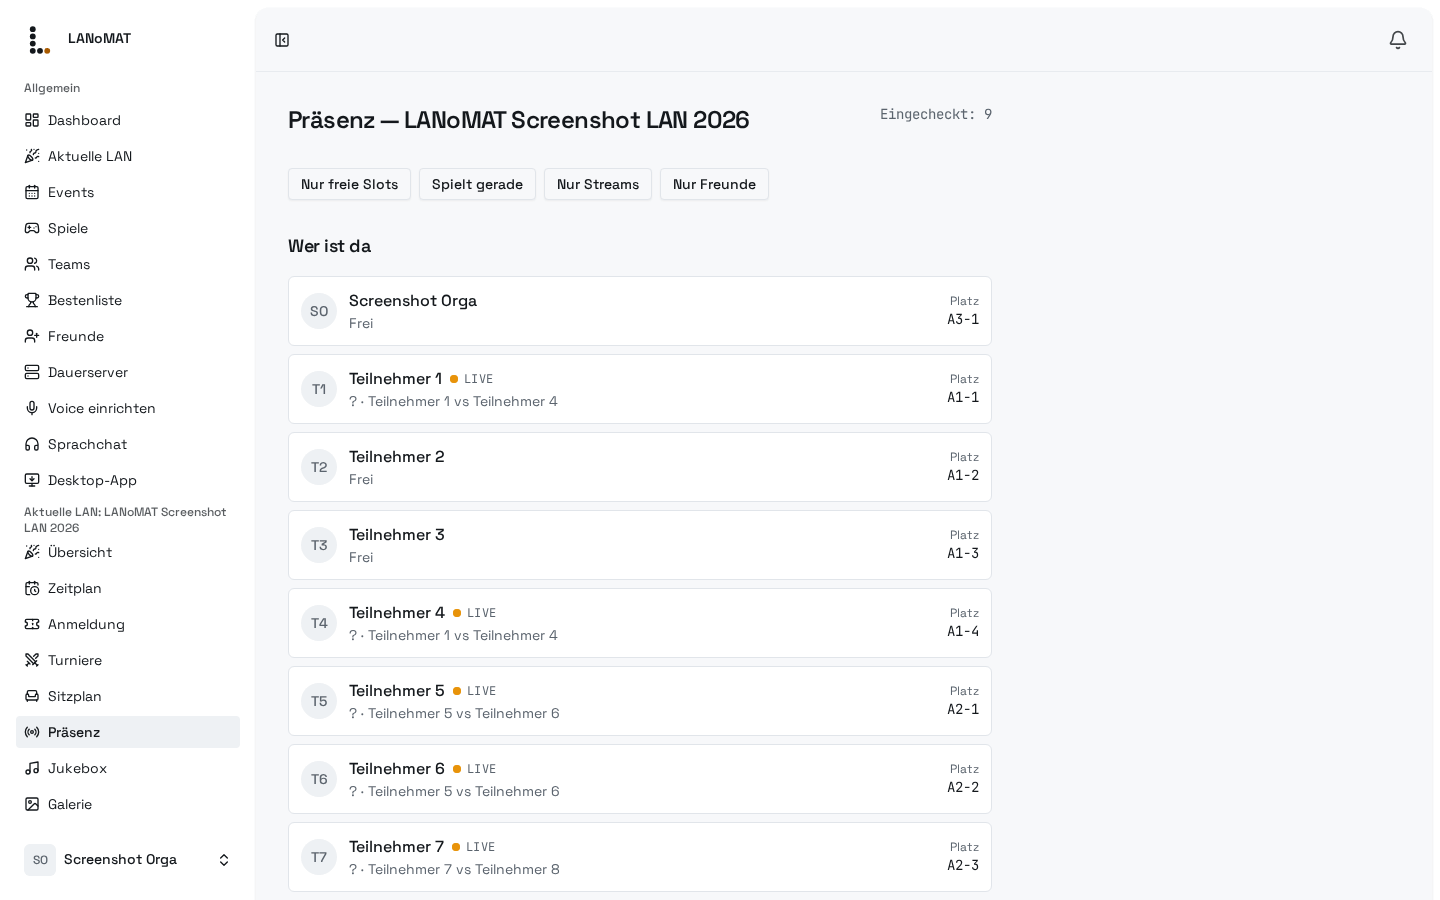 LANoMAT
Allgemein
Dashboard
Aktuelle LAN
Events
Spiele
Teams
Bestenliste
Freunde
Dauerserver
Voice einrichten
Sprachchat
Desktop-App
Aktuelle LAN: LANoMAT Screenshot
LAN 2026
Übersicht
Zeitplan
Anmeldung
Turniere
Sitzplan
Präsenz
Jukebox
Galerie
SO
Screenshot Orga
Präsenz — LANoMAT Screenshot LAN 2026
Eingecheckt: 9
Nur freie Slots
Spielt gerade
Nur Streams
Nur Freunde
Wer ist da
SO
Screenshot Orga
Frei
Platz
A3-1
T1
Teilnehmer 1 LIVE
? · Teilnehmer 1 vs Teilnehmer 4
Platz
A1-1
T2
Teilnehmer 2
Frei
Platz
A1-2
T3
Teilnehmer 3
Frei
Platz
A1-3
T4
Teilnehmer 4 LIVE
? · Teilnehmer 1 vs Teilnehmer 4
Platz
A1-4
T5
Teilnehmer 5 LIVE
? · Teilnehmer 5 vs Teilnehmer 6
Platz
A2-1
T6
Teilnehmer 6 LIVE
? · Teilnehmer 5 vs Teilnehmer 6
Platz
A2-2
T7
Teilnehmer 7 LIVE
? · Teilnehmer 7 vs Teilnehmer 8
Platz
A2-3